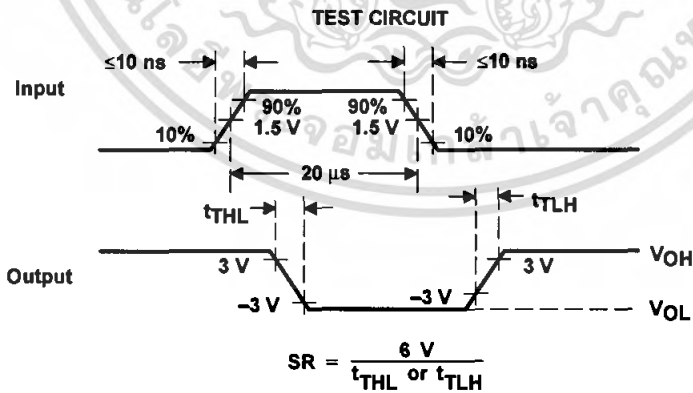 TEST CIRCUIT
≤10 ns
≤10 ns
Input
90%
90%
1.5 V
1.5 V
10%
10%
20 μs
tTHL
tTLH
Output
3 V
3 V
VOH
–3 V
–3 V
VOL
SR = 6 V / tTHL or tTLH